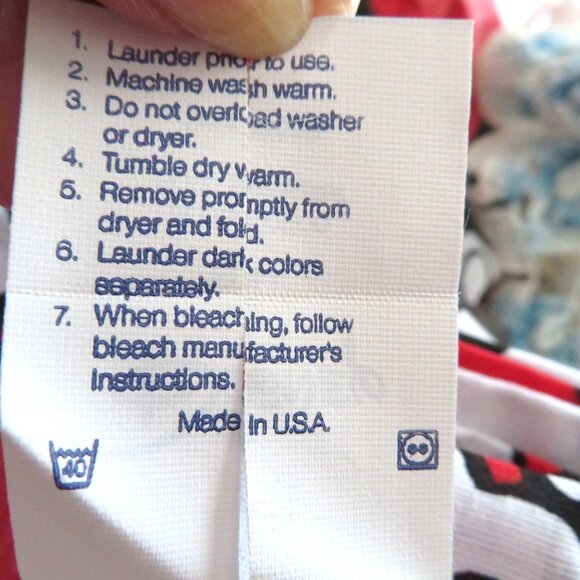 1. Launder prior to use.
2. Machine wash warm.
3. Do not overload washer
or dryer.
4. Tumble dry warm.
5. Remove promptly from
dryer and fold.
6. Launder dark colors
separately.
7. When bleaching, follow
bleach manufacturer's
instructions.
Made in U.S.A.
40